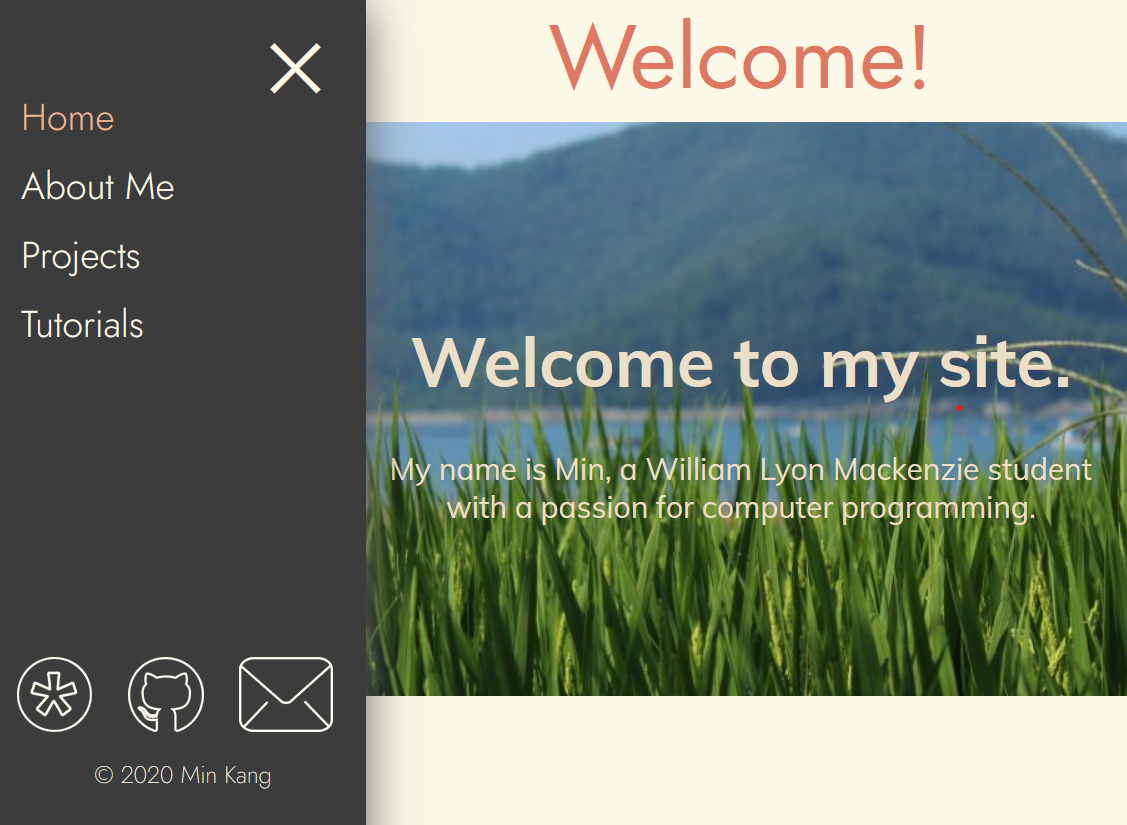 Home
About Me
Projects
Tutorials
© 2020 Min Kang
Welcome!
Welcome to my site.
My name is Min, a William Lyon Mackenzie student
with a passion for computer programming.